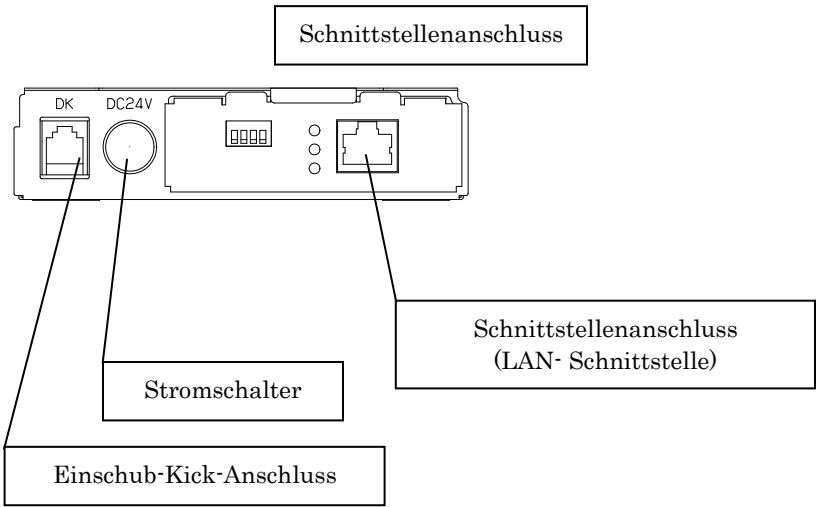 Schnittstellenanschluss
DK DC24V
Schnittstellenanschluss
(LAN- Schnittstelle)
Stromschalter
Einschub-Kick-Anschluss